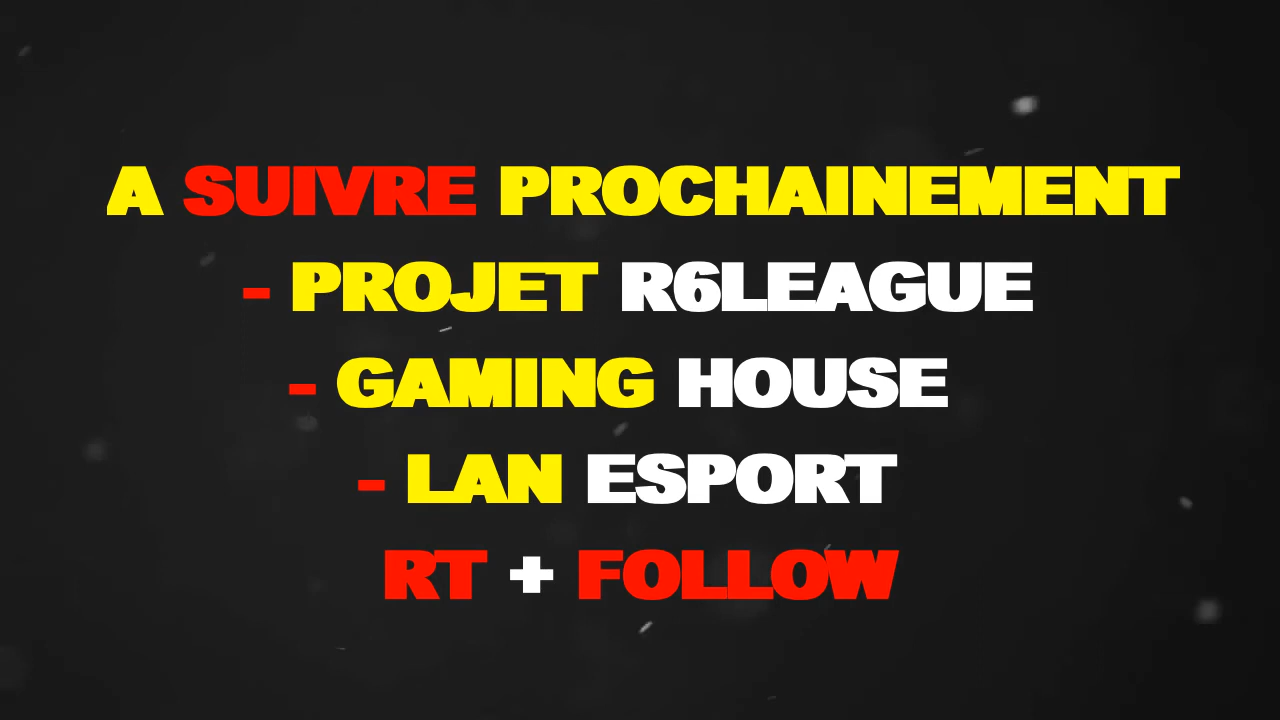 A SUIVRE PROCHAINEMENT
- PROJET R6LEAGUE
- GAMING HOUSE
- LAN ESPORT
RT + FOLLOW